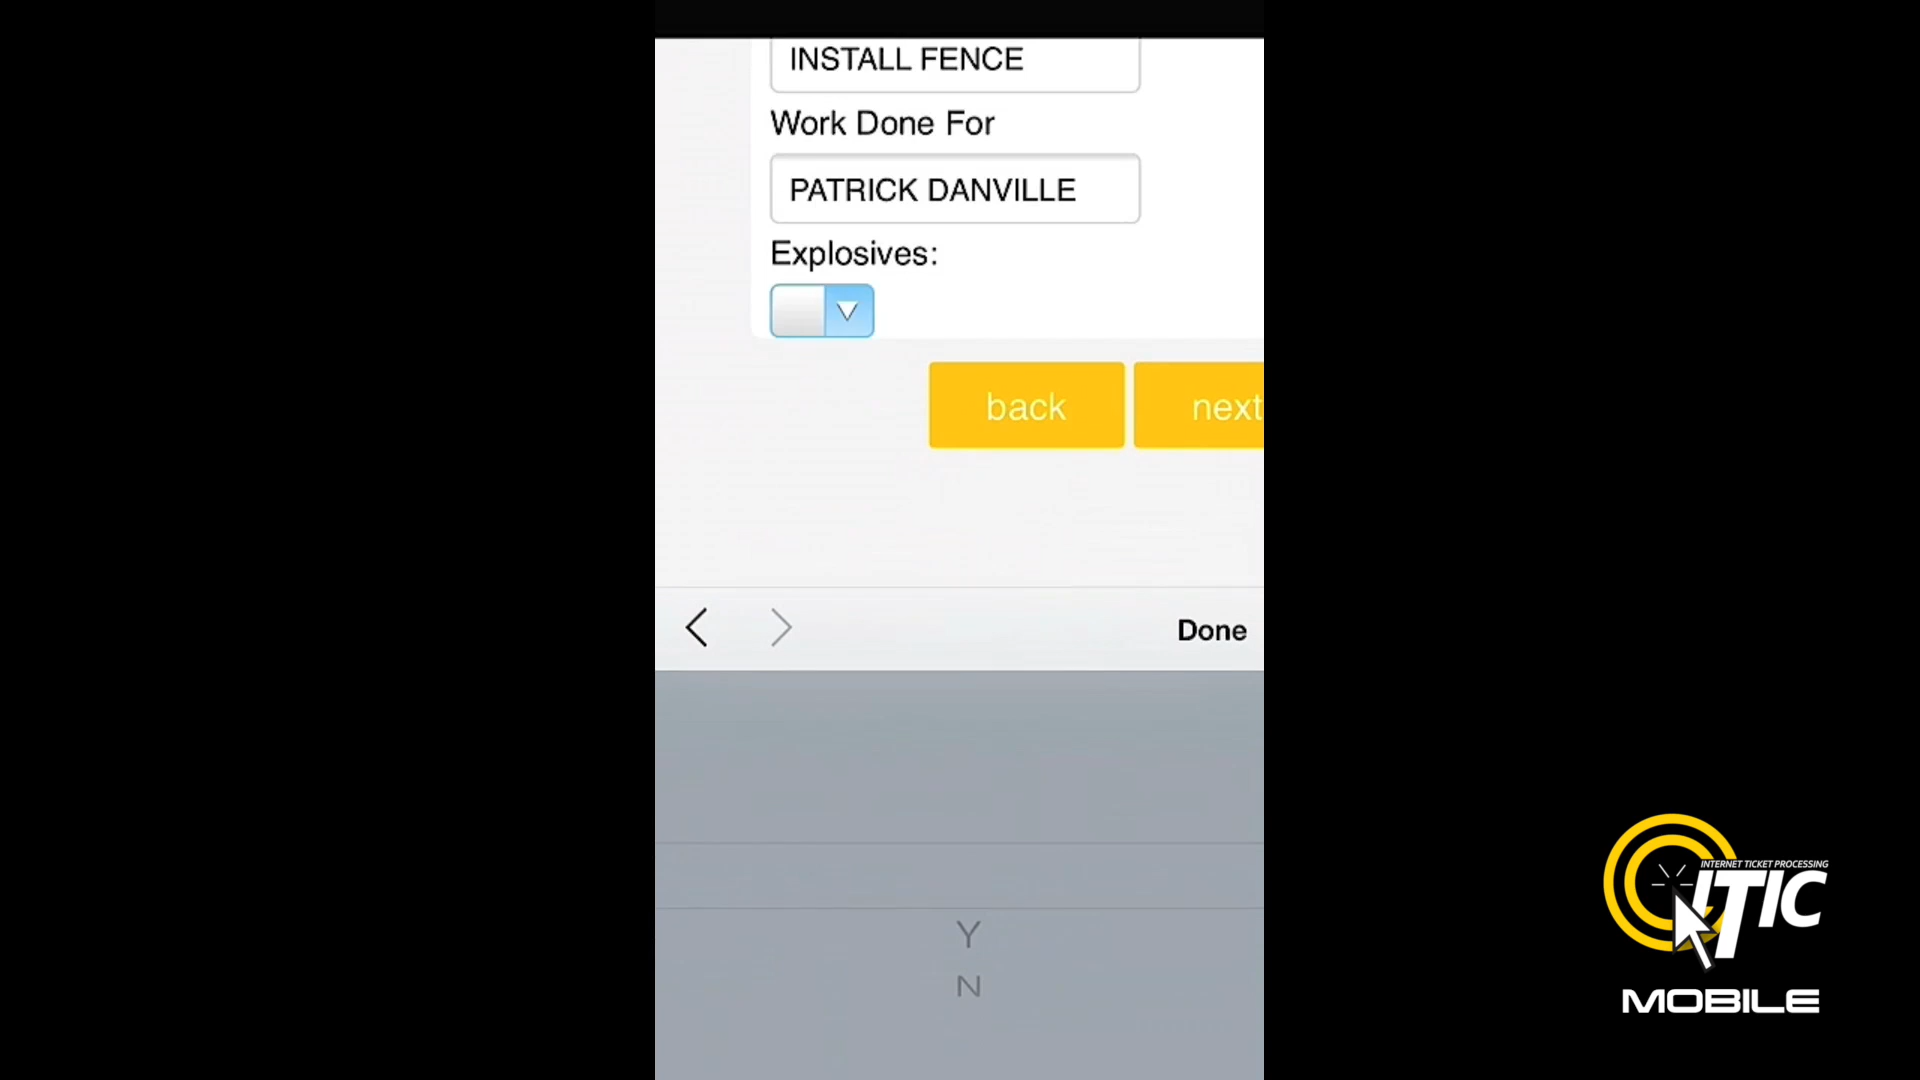 INSTALL FENCE
Work Done For
PATRICK DANVILLE
Explosives:
back
next
Done
Y
N
INTERNET TICKET PROCESSING
ITIC
MOBILE